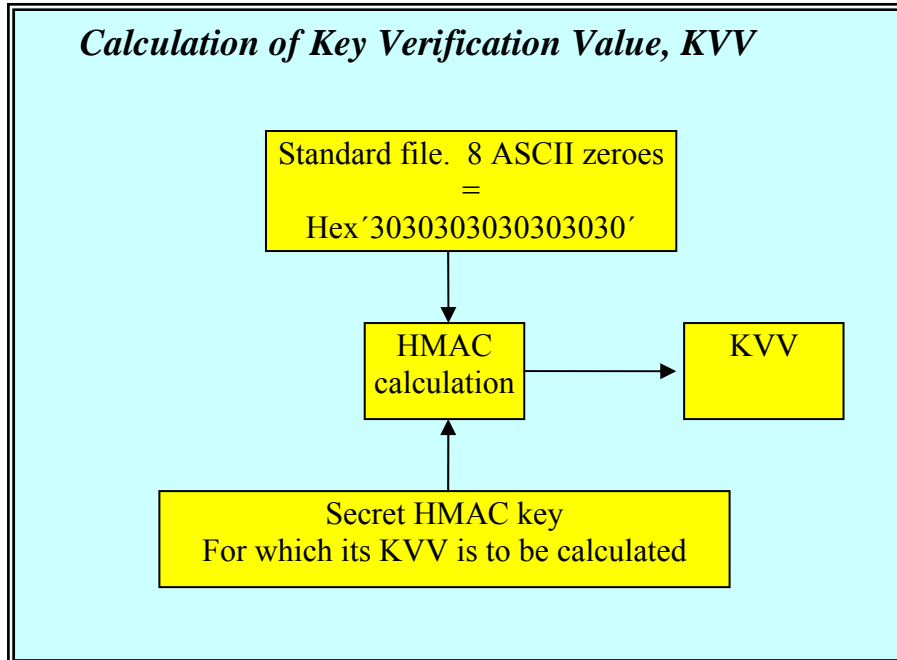 Calculation of Key Verification Value, KVV
Standard file.  8 ASCII zeroes
=
Hex´3030303030303030´
HMAC
calculation
KVV
Secret HMAC key
For which its KVV is to be calculated